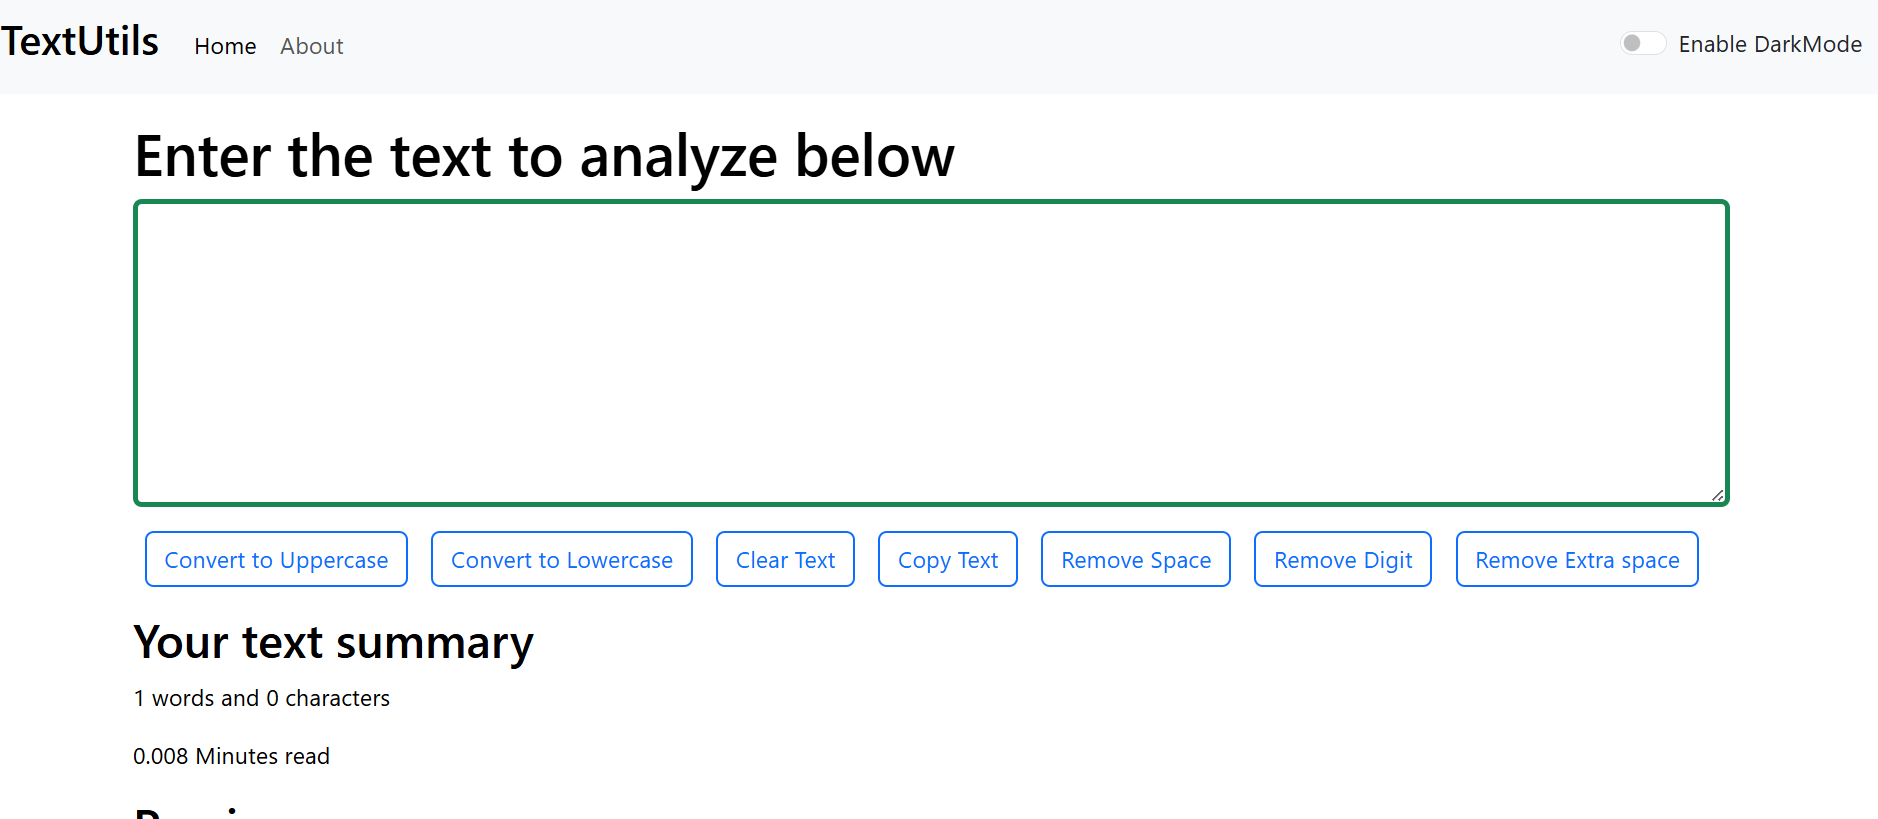 TextUtils Home About Enable DarkMode
Enter the text to analyze below
Convert to Uppercase Convert to Lowercase Clear Text Copy Text Remove Space Remove Digit Remove Extra space
Your text summary
1 words and 0 characters
0.008 Minutes read